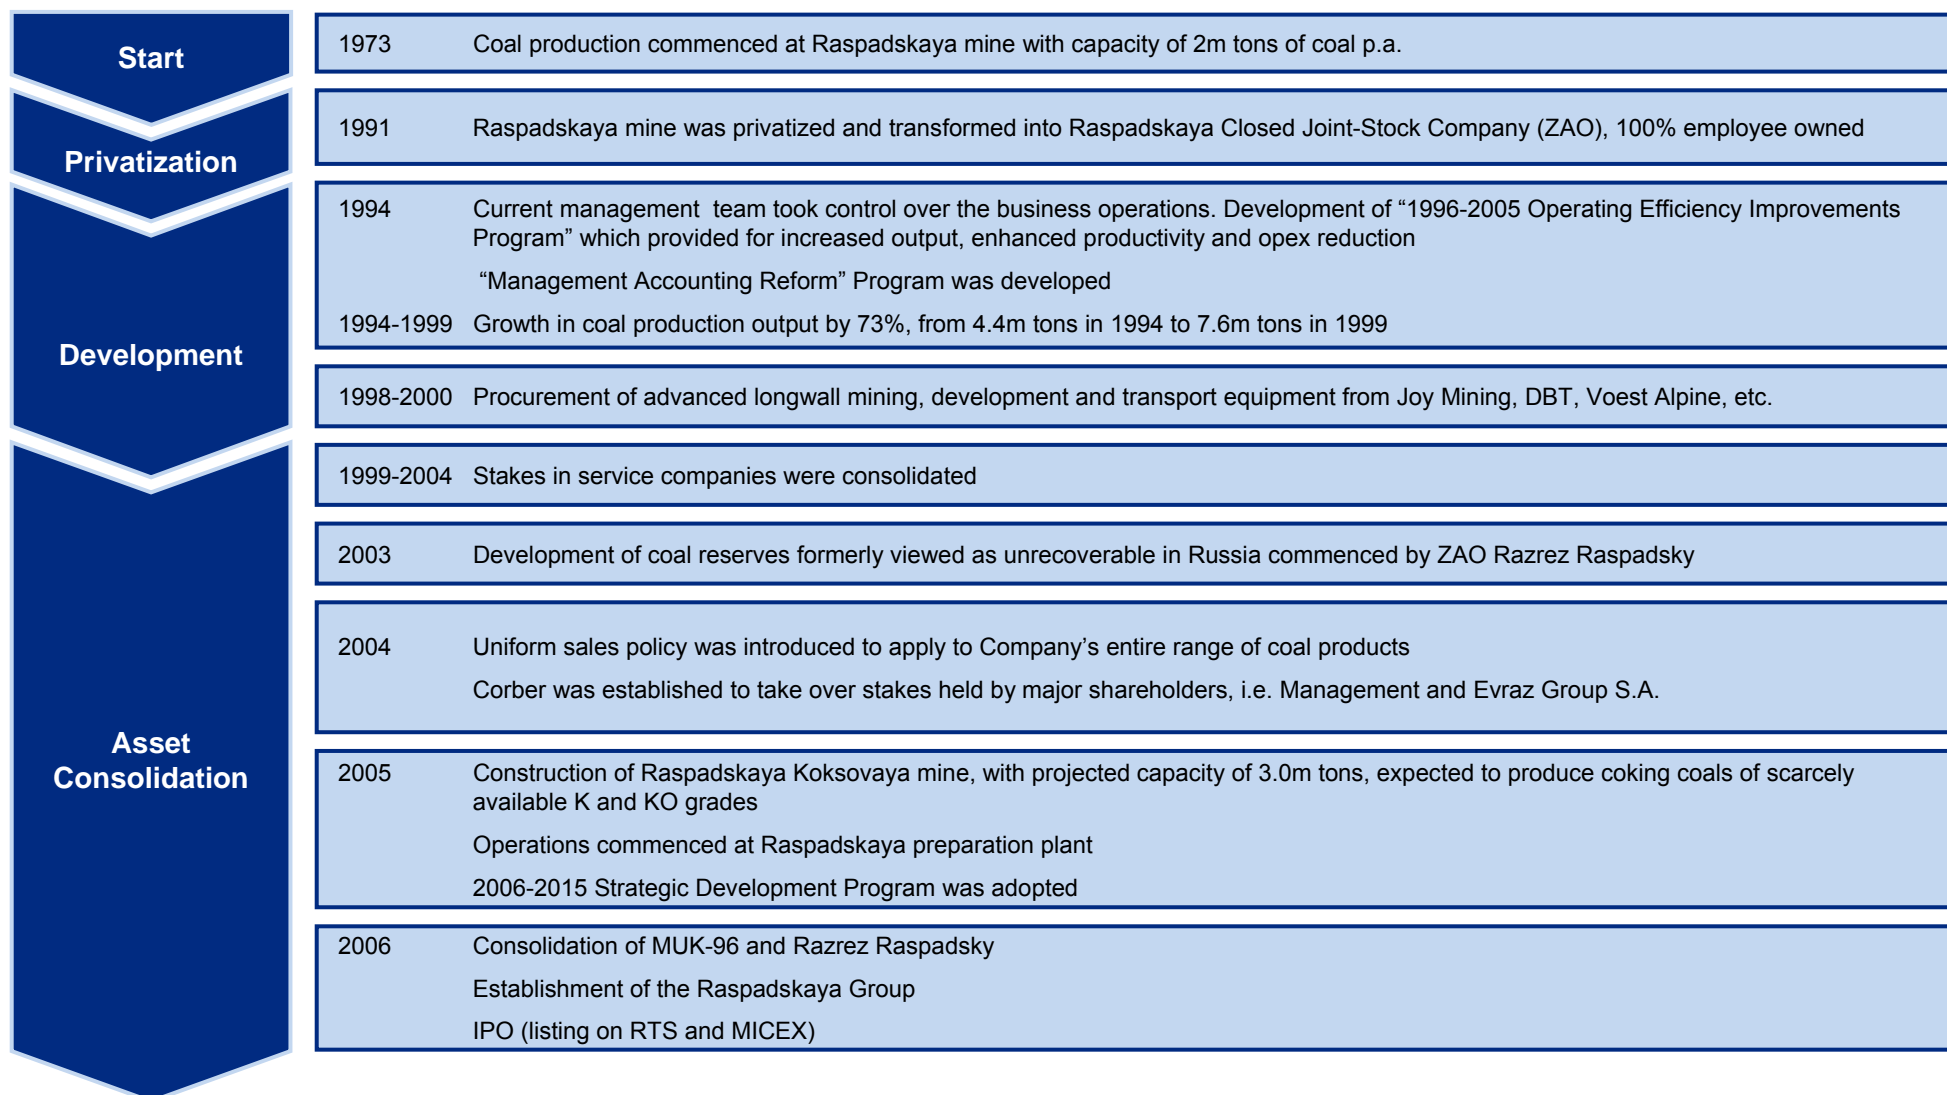 Start
1973 Coal production commenced at Raspadskaya mine with capacity of 2m tons of coal p.a.
Privatization
1991 Raspadskaya mine was privatized and transformed into Raspadskaya Closed Joint-Stock Company (ZAO), 100% employee owned
Development
1994 Current management team took control over the business operations. Development of “1996-2005 Operating Efficiency Improvements
Program” which provided for increased output, enhanced productivity and opex reduction
“Management Accounting Reform” Program was developed
1994-1999 Growth in coal production output by 73%, from 4.4m tons in 1994 to 7.6m tons in 1999
1998-2000 Procurement of advanced longwall mining, development and transport equipment from Joy Mining, DBT, Voest Alpine, etc.
Asset
Consolidation
1999-2004 Stakes in service companies were consolidated
2003 Development of coal reserves formerly viewed as unrecoverable in Russia commenced by ZAO Razrez Raspadsky
2004 Uniform sales policy was introduced to apply to Company’s entire range of coal products
Corber was established to take over stakes held by major shareholders, i.e. Management and Evraz Group S.A.
2005 Construction of Raspadskaya Koksovaya mine, with projected capacity of 3.0m tons, expected to produce coking coals of scarcely
available K and KO grades
Operations commenced at Raspadskaya preparation plant
2006-2015 Strategic Development Program was adopted
2006 Consolidation of MUK-96 and Razrez Raspadsky
Establishment of the Raspadskaya Group
IPO (listing on RTS and MICEX)